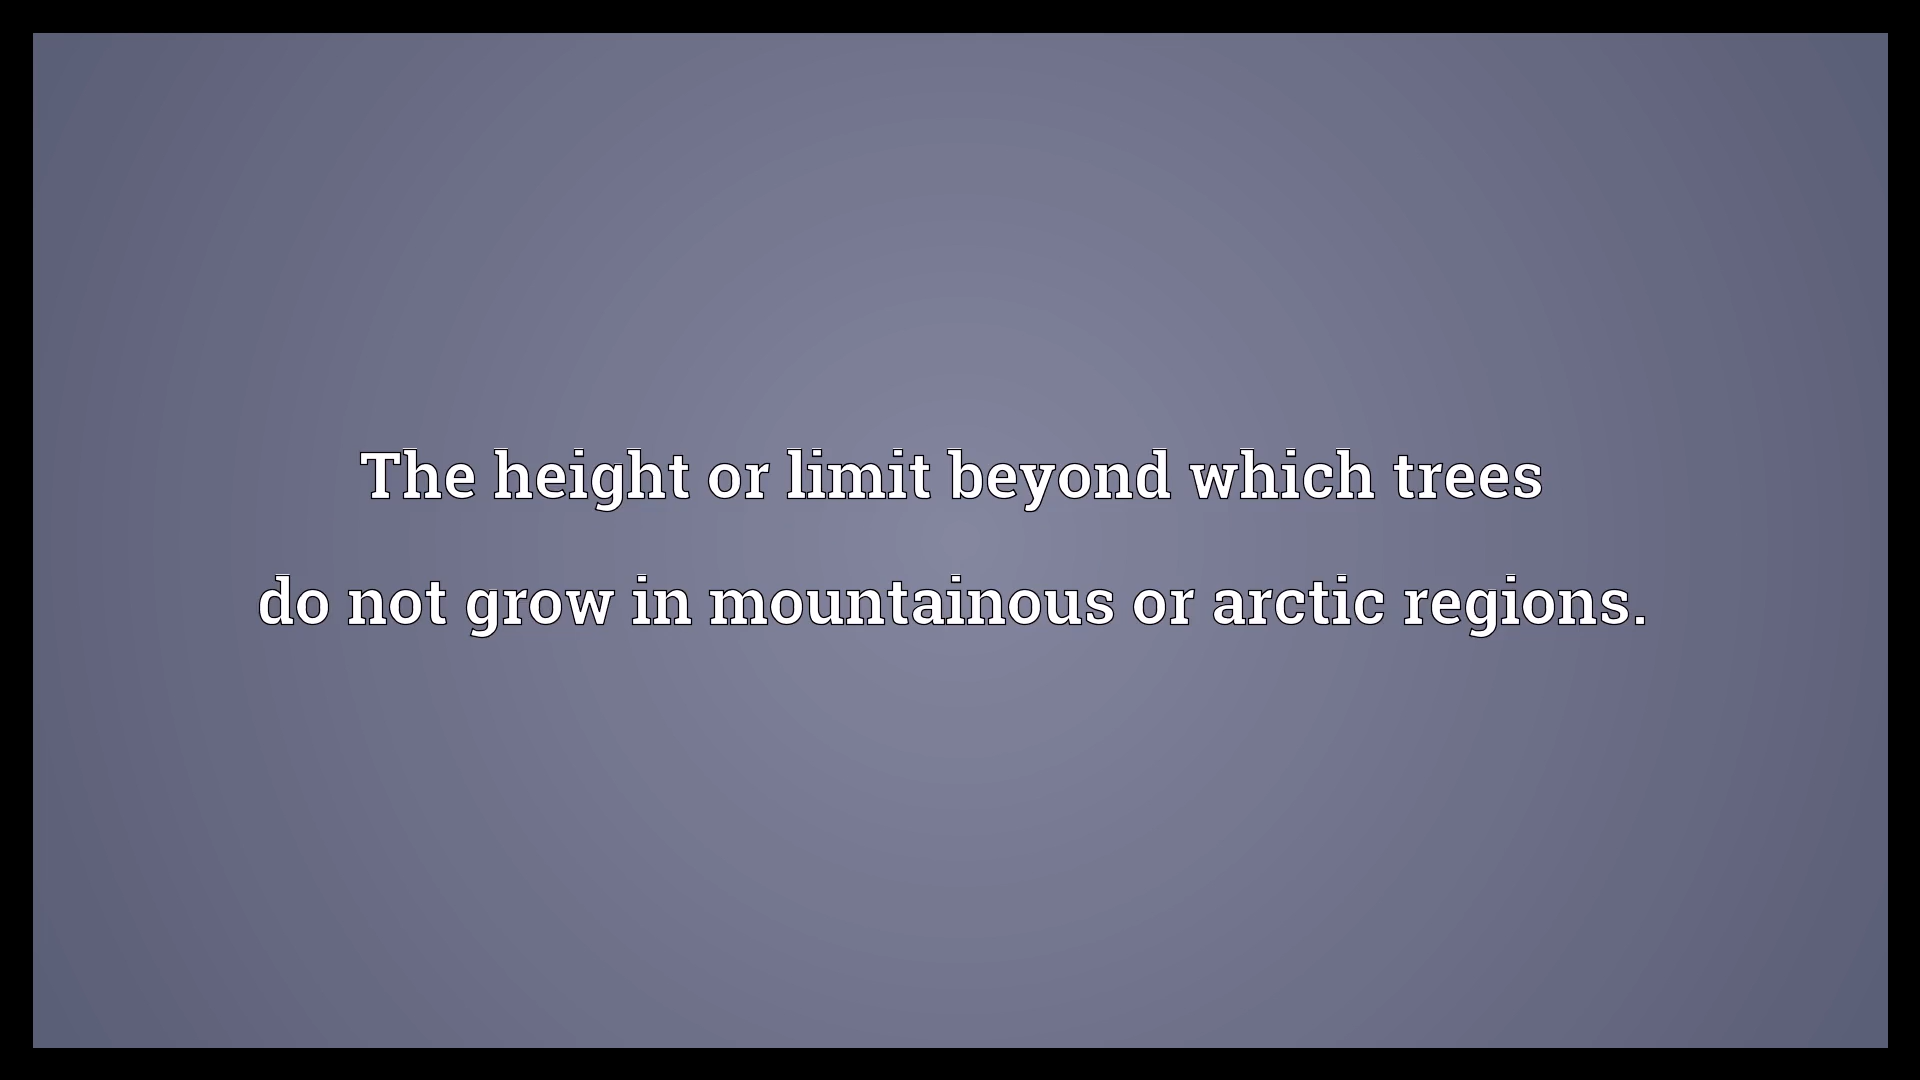 The height or limit beyond which trees
do not grow in mountainous or arctic regions.